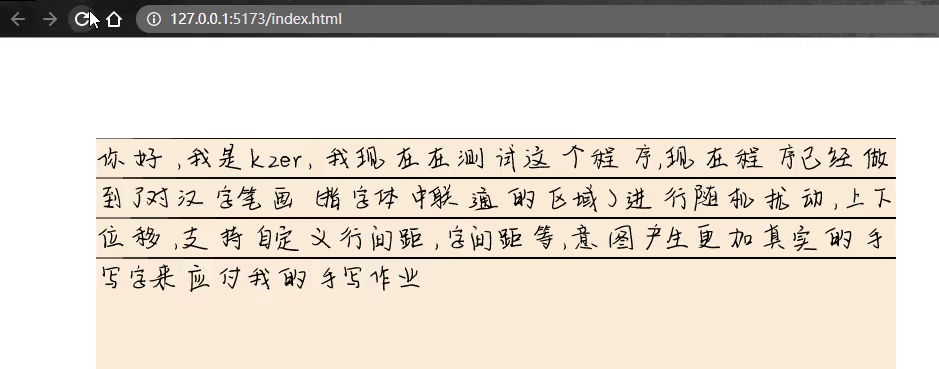 127.0.0.1:5173/index.html
你好,我是kzer,我现在在测试这个程序,现在程序已经做
到了对汉字笔画(指字体中联通的区域)进行随机扰动,上下
位移,支持自定义行间距,字间距等,意图产生更加真实的手
写字来应付我的手写作业